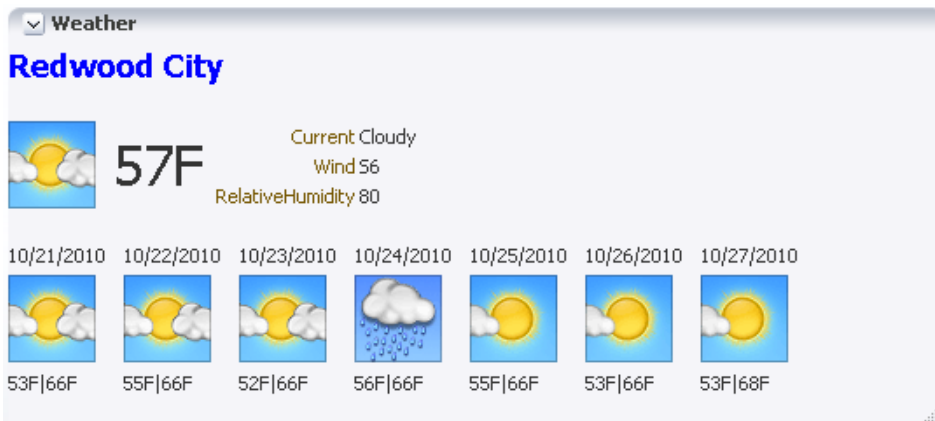 Weather
Redwood City
57F
Current Cloudy
Wind 56
RelativeHumidity 80
10/21/2010 10/22/2010 10/23/2010 10/24/2010 10/25/2010 10/26/2010 10/27/2010
53F|66F 55F|66F 52F|66F 56F|66F 55F|66F 53F|66F 53F|68F